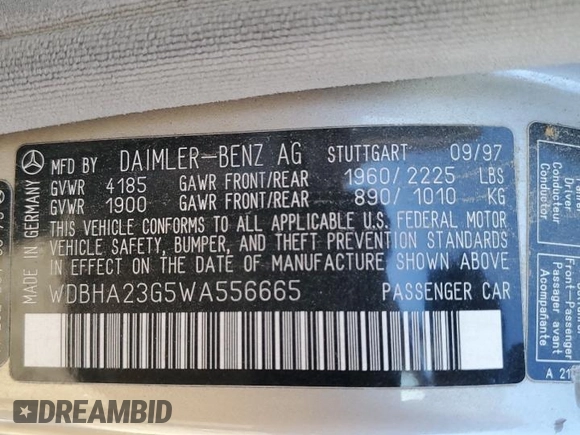 MADE IN GERMANY
MFD BY DAIMLER-BENZ AG STUTTGART 09/97
GVWR 4185 GAWR FRONT/REAR 1960/2225 LBS
GVWR 1900 GAWR FRONT/REAR 890/1010 KG
THIS VEHICLE CONFORMS TO ALL APPLICABLE U.S. FEDERAL MOTOR
VEHICLE SAFETY, BUMPER, AND THEFT PREVENTION STANDARDS
IN EFFECT ON THE DATE OF MANUFACTURE SHOWN ABOVE
WDBHA23G5WA556665 PASSENGER CAR
Driver
Conducteur
Conductor
Front-Passenger
Passager avant
Acompañante
DREAMBID